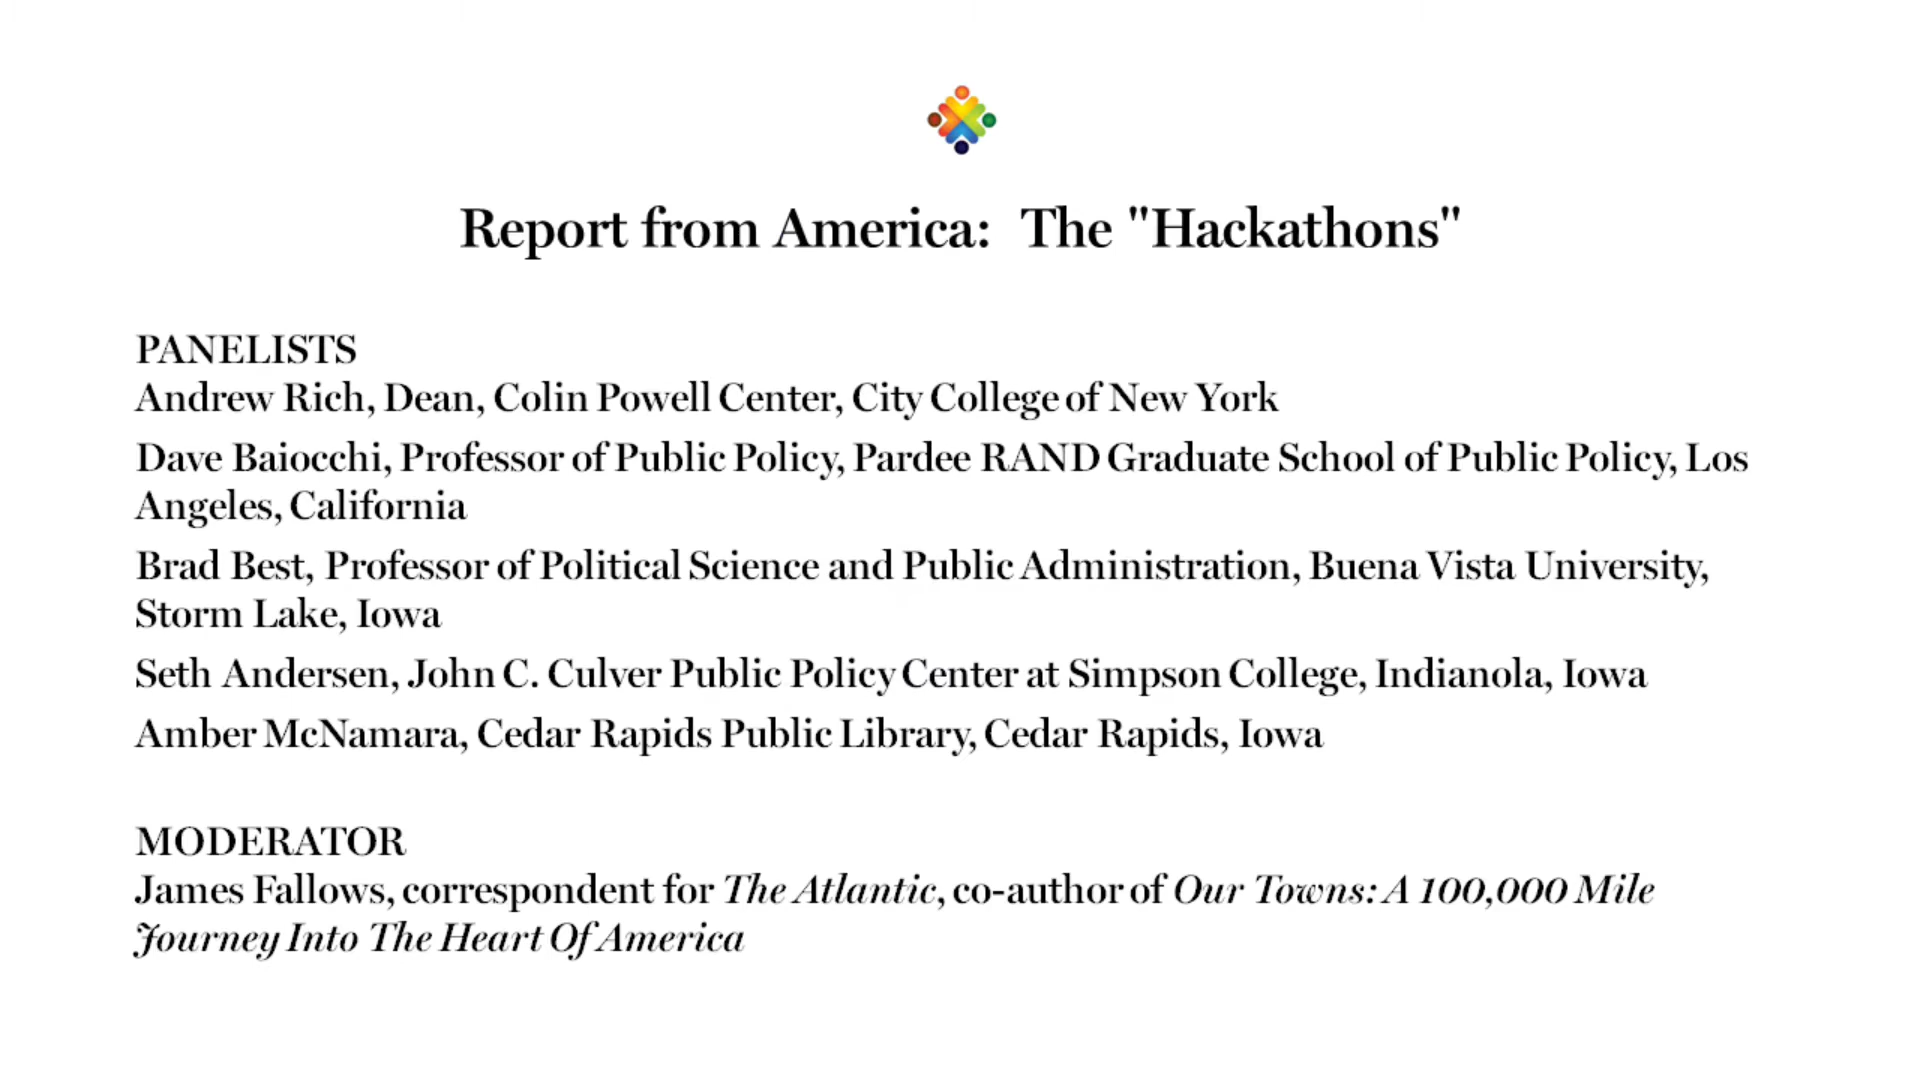 Report from America: The "Hackathons"
PANELISTS
Andrew Rich, Dean, Colin Powell Center, City College of New York
Dave Baiocchi, Professor of Public Policy, Pardee RAND Graduate School of Public Policy, Los
Angeles, California
Brad Best, Professor of Political Science and Public Administration, Buena Vista University,
Storm Lake, Iowa
Seth Andersen, John C. Culver Public Policy Center at Simpson College, Indianola, Iowa
Amber McNamara, Cedar Rapids Public Library, Cedar Rapids, Iowa
MODERATOR
James Fallows, correspondent for The Atlantic, co-author of Our Towns: A 100,000 Mile
Journey Into The Heart Of America